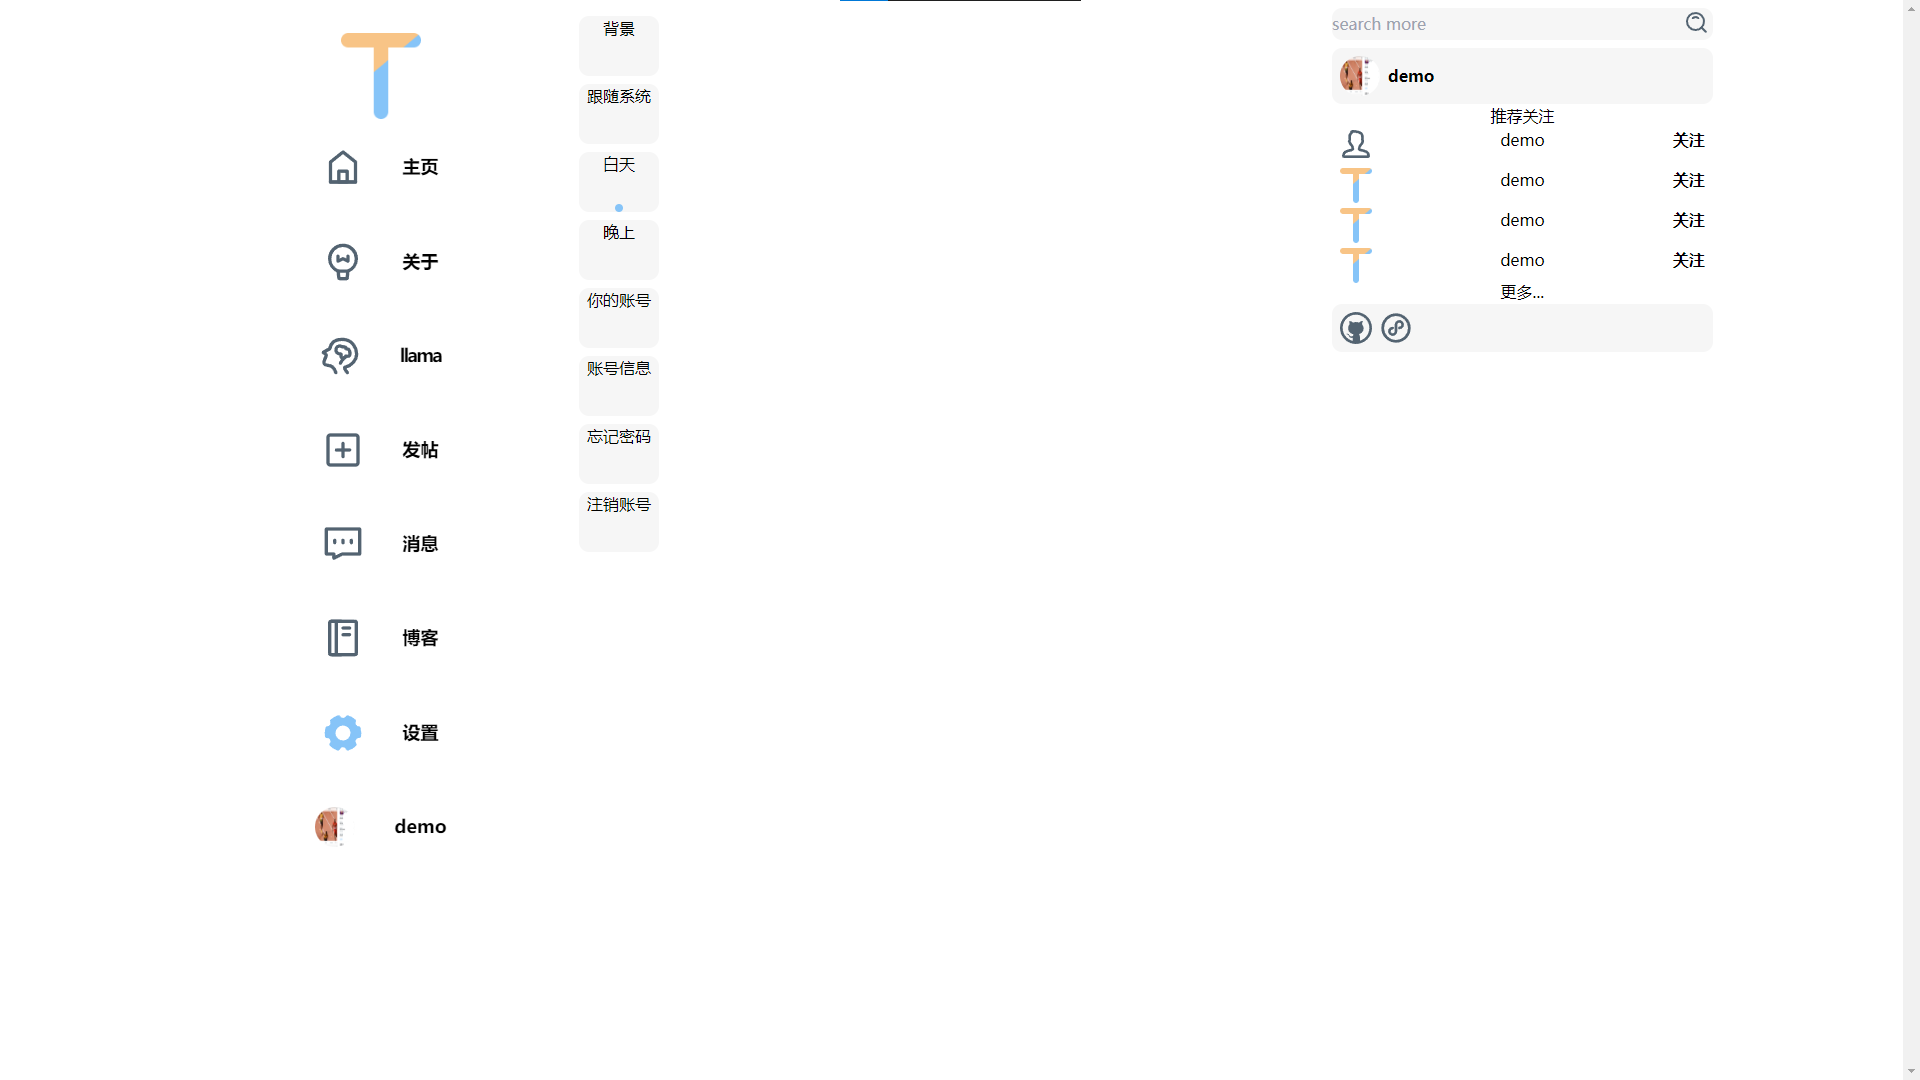 主页
关于
llama
发帖
消息
博客
设置
demo
背景
跟随系统
白天
晚上
你的账号
账号信息
忘记密码
注销账号
search more
demo
推荐关注
demo 关注
demo 关注
demo 关注
demo 关注
更多...